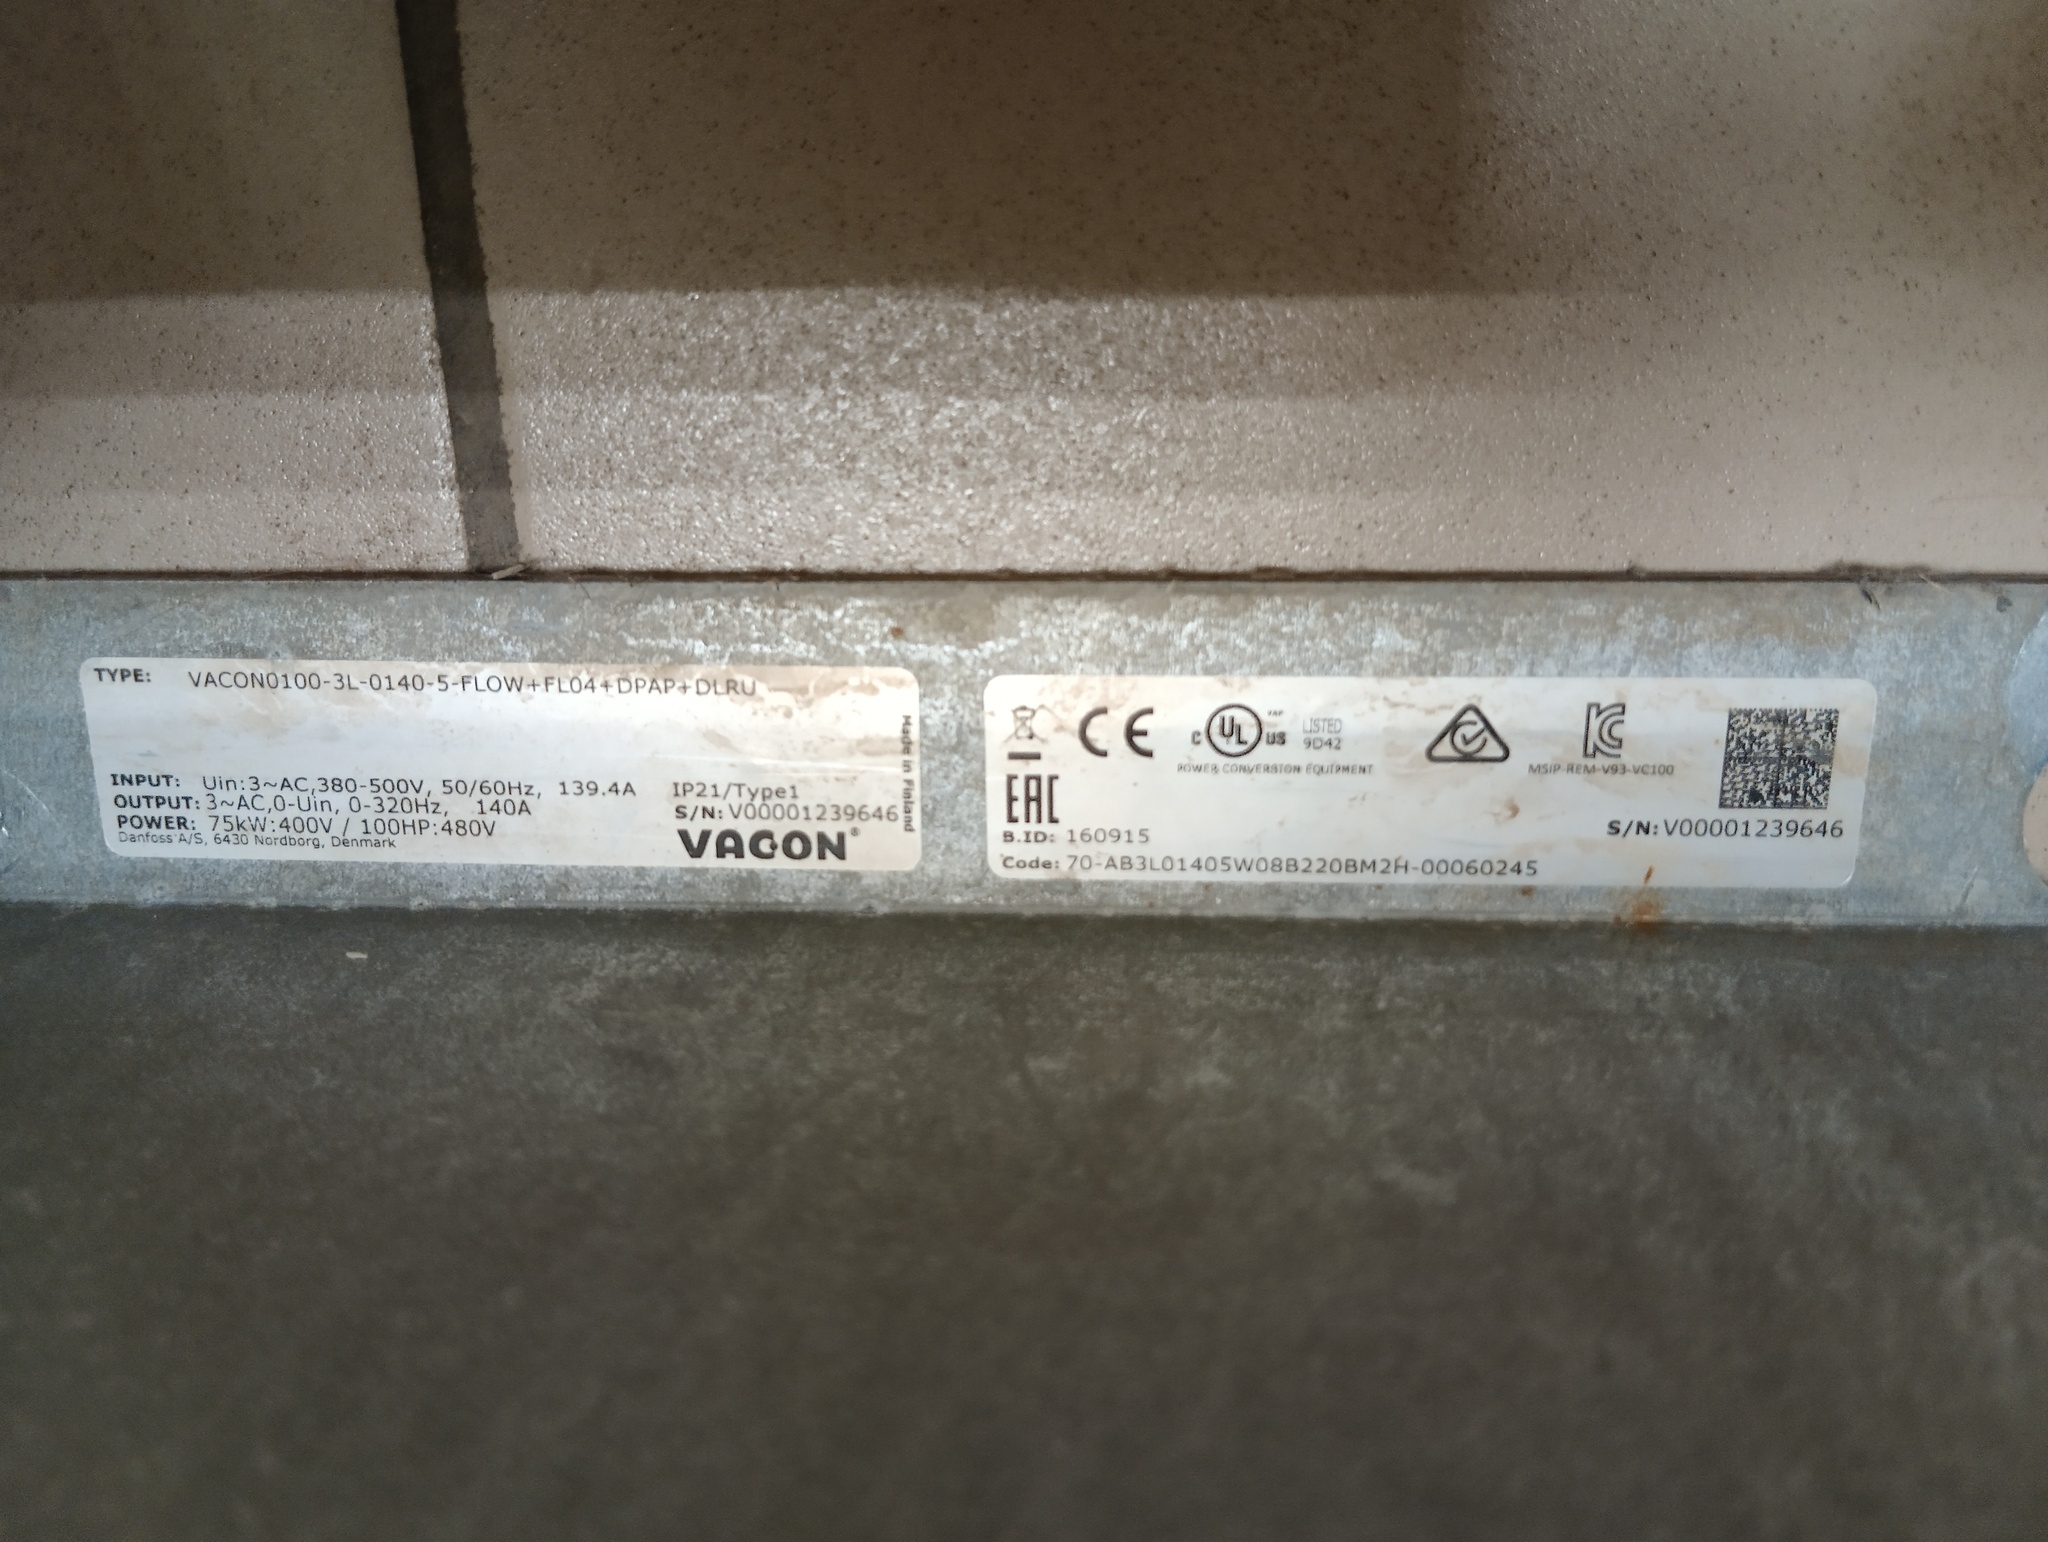 TYPE: VACON0100-3L-0140-5-FLOW+FL04+DPAP+DLRU
INPUT: Uin:3~AC,380-500V, 50/60Hz, 139.4A IP21/Type1
OUTPUT: 3~AC,0-Uin, 0-320Hz, 140A S/N: V00001239646
POWER: 75kW:400V / 100HP:480V
Danfoss A/S, 6430 Nordborg, Denmark
VACON®
Made in Finland
CE
C UL US LISTED
9D42
POWER CONVERSION EQUIPMENT
MSIP-REM-V93-VC100
EAC
S/N: V00001239646
B.ID: 160915
Code: 70-AB3L01405W08B220BM2H-00060245